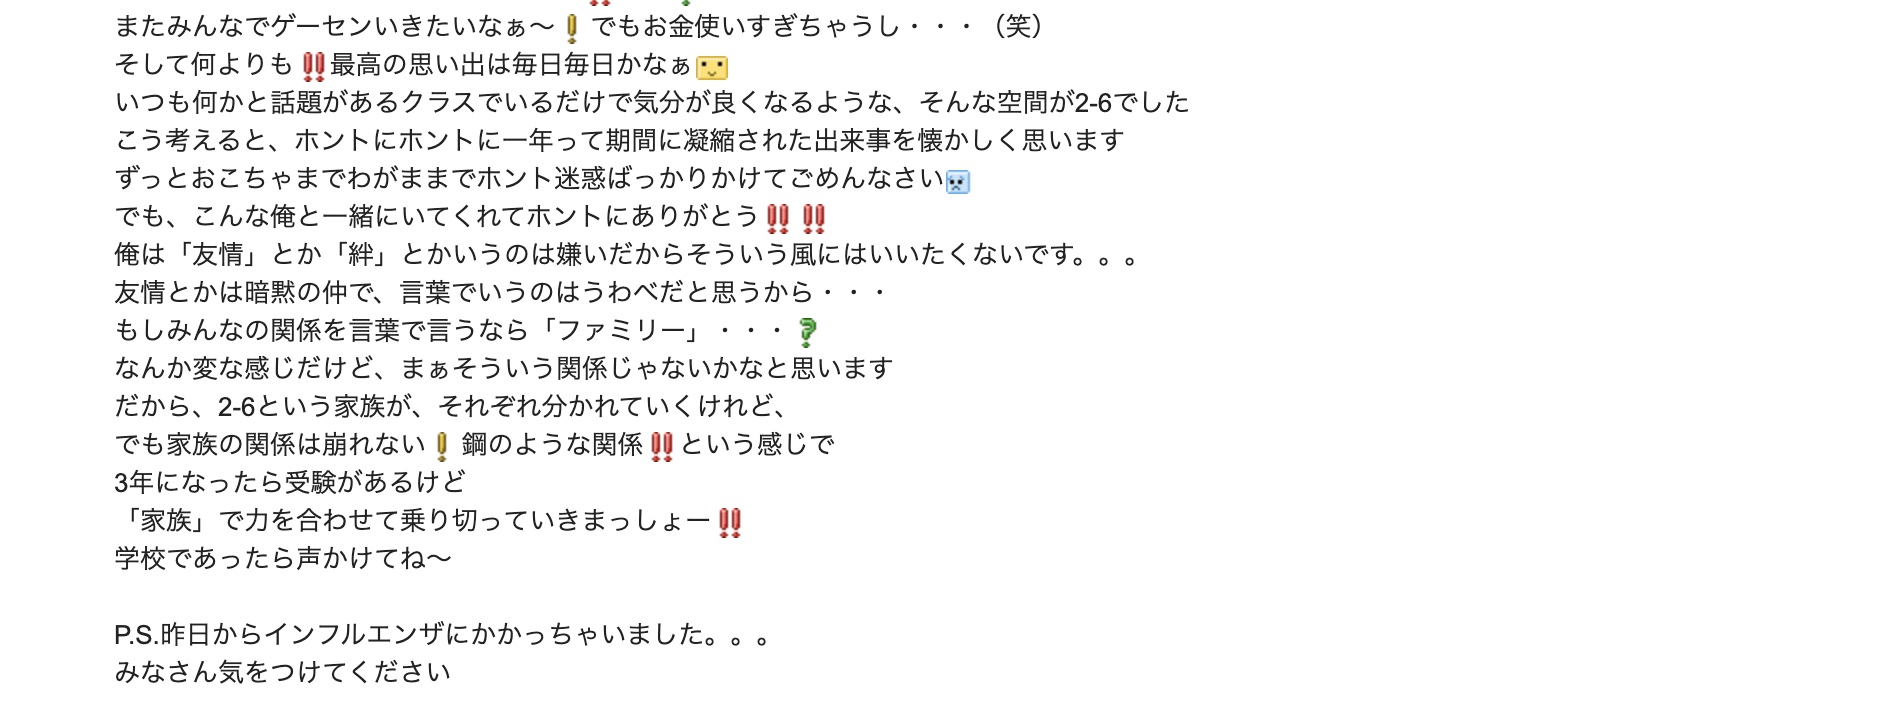 またみんなでゲーセンいきたいなぁ〜❗でもお金使いすぎちゃうし・・・（笑）
そして何よりも‼最高の思い出は毎日毎日かなぁ
いつも何かと話題があるクラスでいるだけで気分が良くなるような、そんな空間が2-6でした
こう考えると、ホントにホントに一年って期間に凝縮された出来事を懐かしく思います
ずっとおこちゃまでわがままでホント迷惑ばっかりかけてごめんなさい
でも、こんな俺と一緒にいてくれてホントにありがとう‼‼
俺は「友情」とか「絆」とかいうのは嫌いだからそういう風にはいいたくないです。。。
友情とかは暗黙の仲で、言葉でいうのはうわべだと思うから・・・
もしみんなの関係を言葉で言うなら「ファミリー」・・・❓
なんか変な感じだけど、まぁそういう関係じゃないかなと思います
だから、2-6という家族が、それぞれ分かれていくけれど、
でも家族の関係は崩れない❗鋼のような関係‼という感じで
3年になったら受験があるけど
「家族」で力を合わせて乗り切っていきまっしょー‼
学校であったら声かけてね〜
P.S.昨日からインフルエンザにかかっちゃいました。。。
みなさん気をつけてください